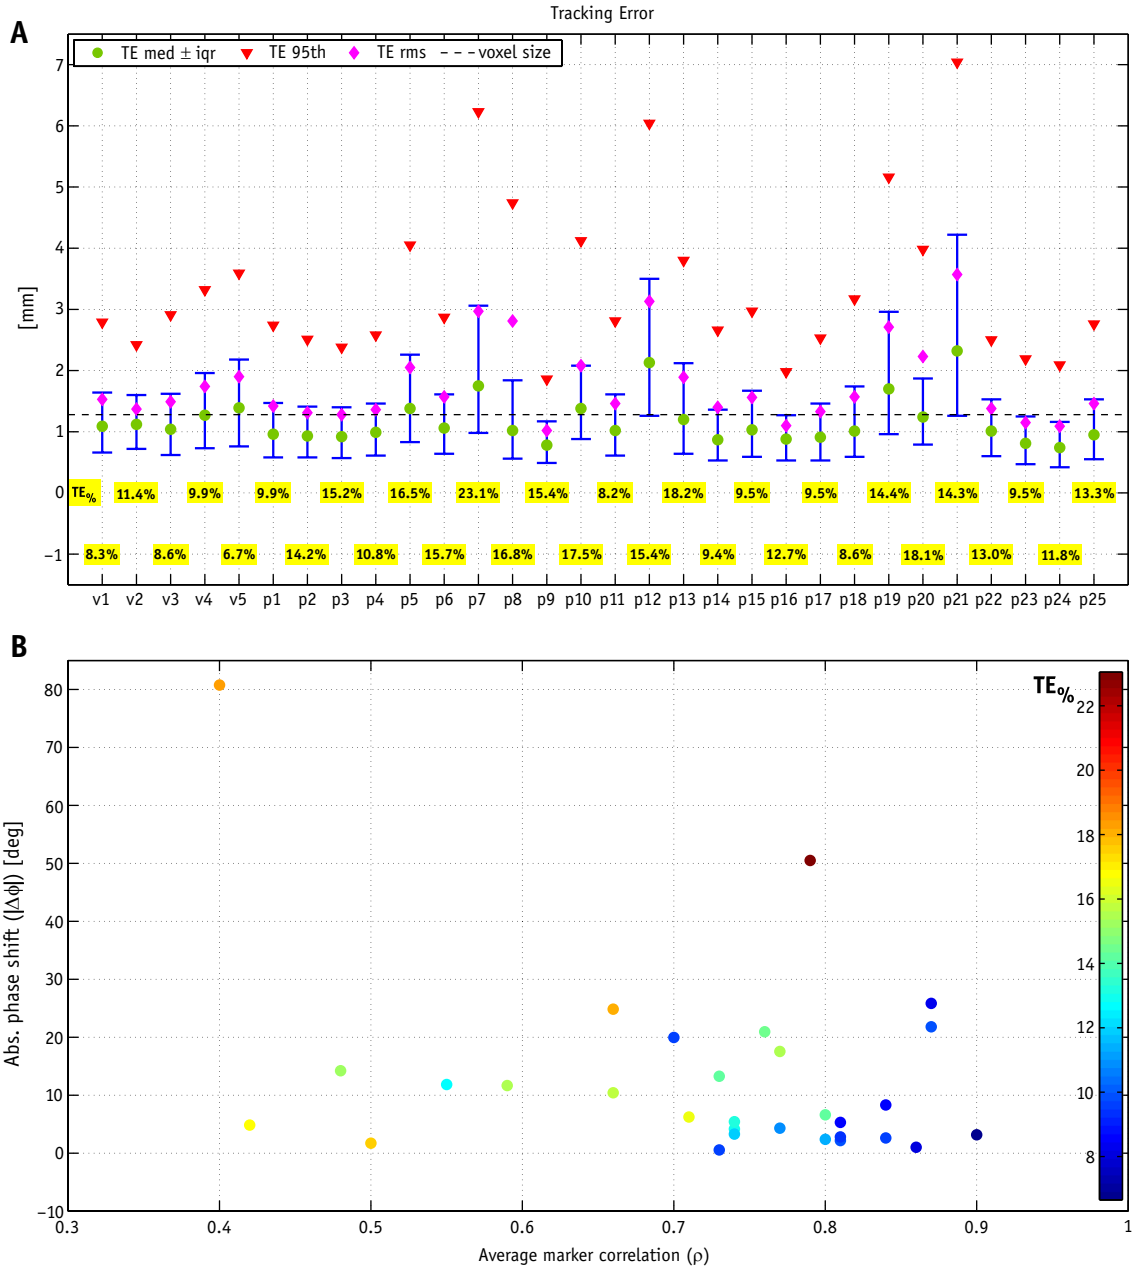 Tracking Error
A
TE med ± iqr TE 95th TE rms voxel size
7
6
5
4
3
2
1
0
−1
[mm]
TE% 11.4% 9.9% 9.9% 15.2% 16.5% 23.1% 15.4% 8.2% 18.2% 9.5% 9.5% 14.4% 14.3% 9.5% 13.3%
8.3% 8.6% 6.7% 14.2% 10.8% 15.7% 16.8% 17.5% 15.4% 9.4% 12.7% 8.6% 18.1% 13.0% 11.8%
v1 v2 v3 v4 v5 p1 p2 p3 p4 p5 p6 p7 p8 p9 p10 p11 p12 p13 p14 p15 p16 p17 p18 p19 p20 p21 p22 p23 p24 p25
B
80
70
60
50
40
30
20
10
0
−10
Abs. phase shift (|Δϕ|) [deg]
TE%
22
20
18
16
14
12
10
8
0.3 0.4 0.5 0.6 0.7 0.8 0.9 1
Average marker correlation (ρ)